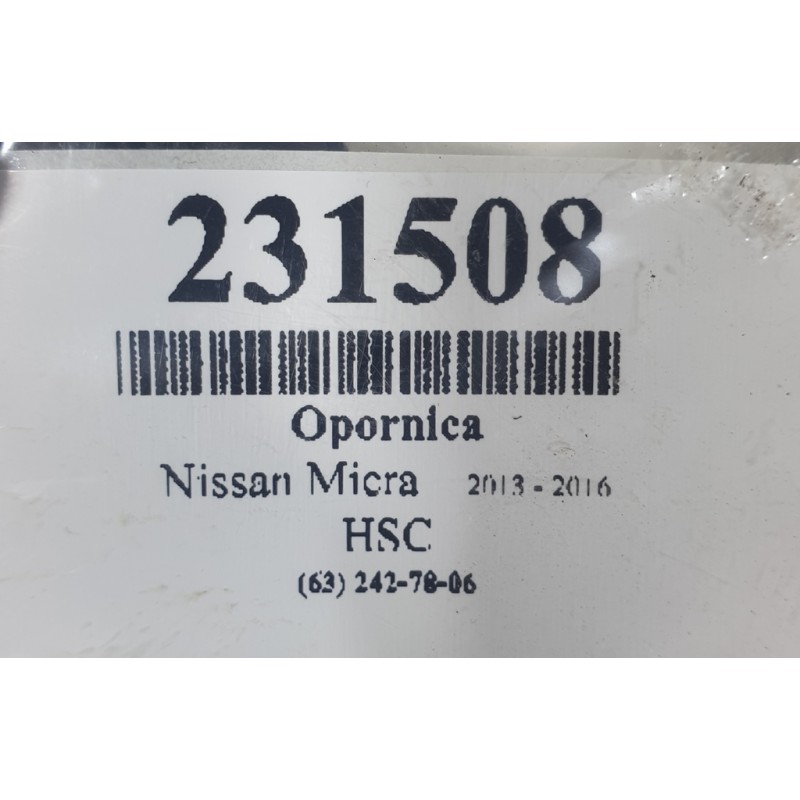 231508
Opornica
Nissan Micra 2013 - 2016
HSC
(63) 242-78-06